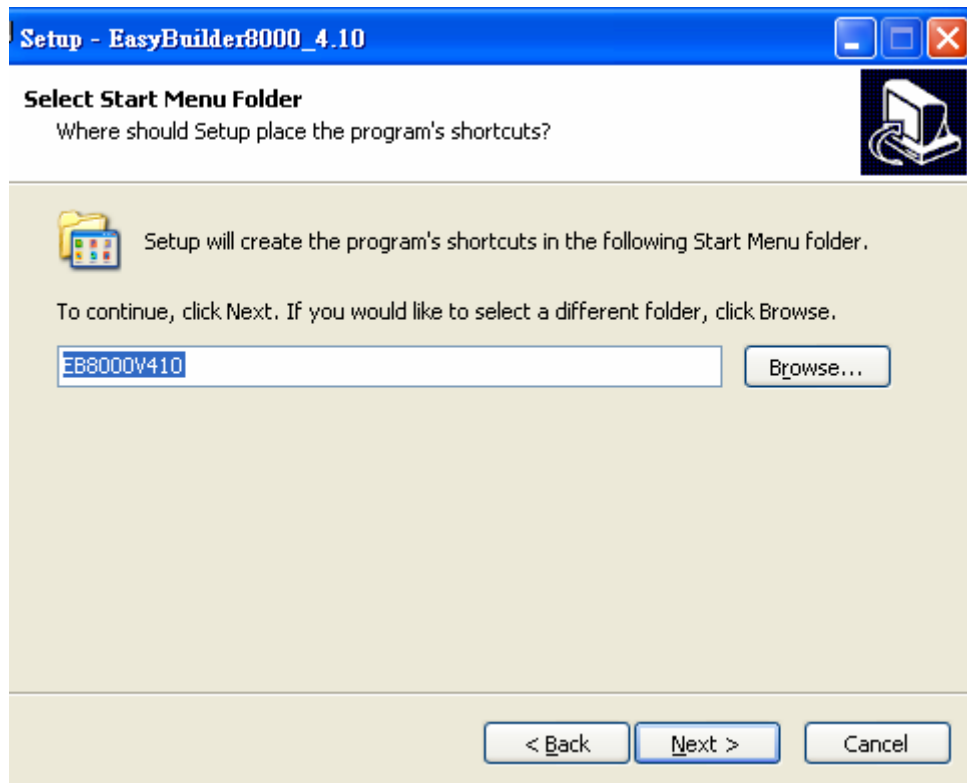 Setup - EasyBuilder8000_4.10
Select Start Menu Folder
Where should Setup place the program's shortcuts?
Setup will create the program's shortcuts in the following Start Menu folder.
To continue, click Next. If you would like to select a different folder, click Browse.
EB8000V410
Browse...
< Back
Next >
Cancel